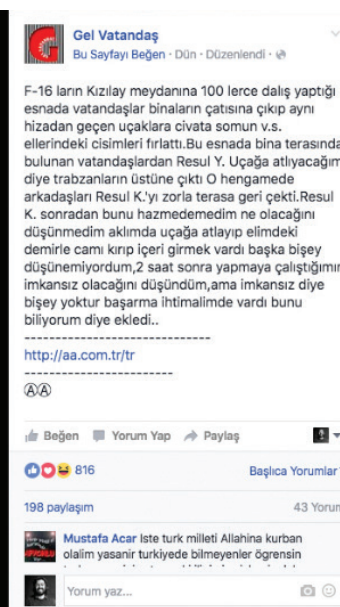 Gel Vatandaş
Bu Sayfayı Beğen · Dün · Düzenlendi ·
F-16 ların Kızılay meydanına 100 lerce dalış yaptığı
esnada vatandaşlar binaların çatısına çıkıp aynı
hizadan geçen uçaklara civata somun v.s.
ellerindeki cisimleri fırlattı.Bu esnada bina terasında
bulunan vatandaşlardan Resul Y. Uçağa atlıyacağım
diye trabzanların üstüne çıktı O hengamede
arkadaşları Resul K.'yı zorla terasa geri çekti.Resul
K. sonradan bunu hazmedemedim ne olacağını
düşünmedim aklımda uçağa atlayıp elimdeki
demirle camı kırıp içeri girmek vardı başka bişey
düşünemiyordum,2 saat sonra yapmaya çalıştığımın
imkansız olacağını düşündüm,ama imkansız diye
bişey yoktur başarma ihtimalimde vardı bunu
biliyorum diye ekledi..
------------------------------
http://aa.com.tr/tr
------------------------
ⒶⒶ
Beğen Yorum Yap Paylaş
816 Başlıca Yorumlar
198 paylaşım 43 Yorum
Mustafa Acar Iste turk milleti Allahina kurban
olalim yasanir turkiyede bilmeyenler ögrensin
Yorum yaz...